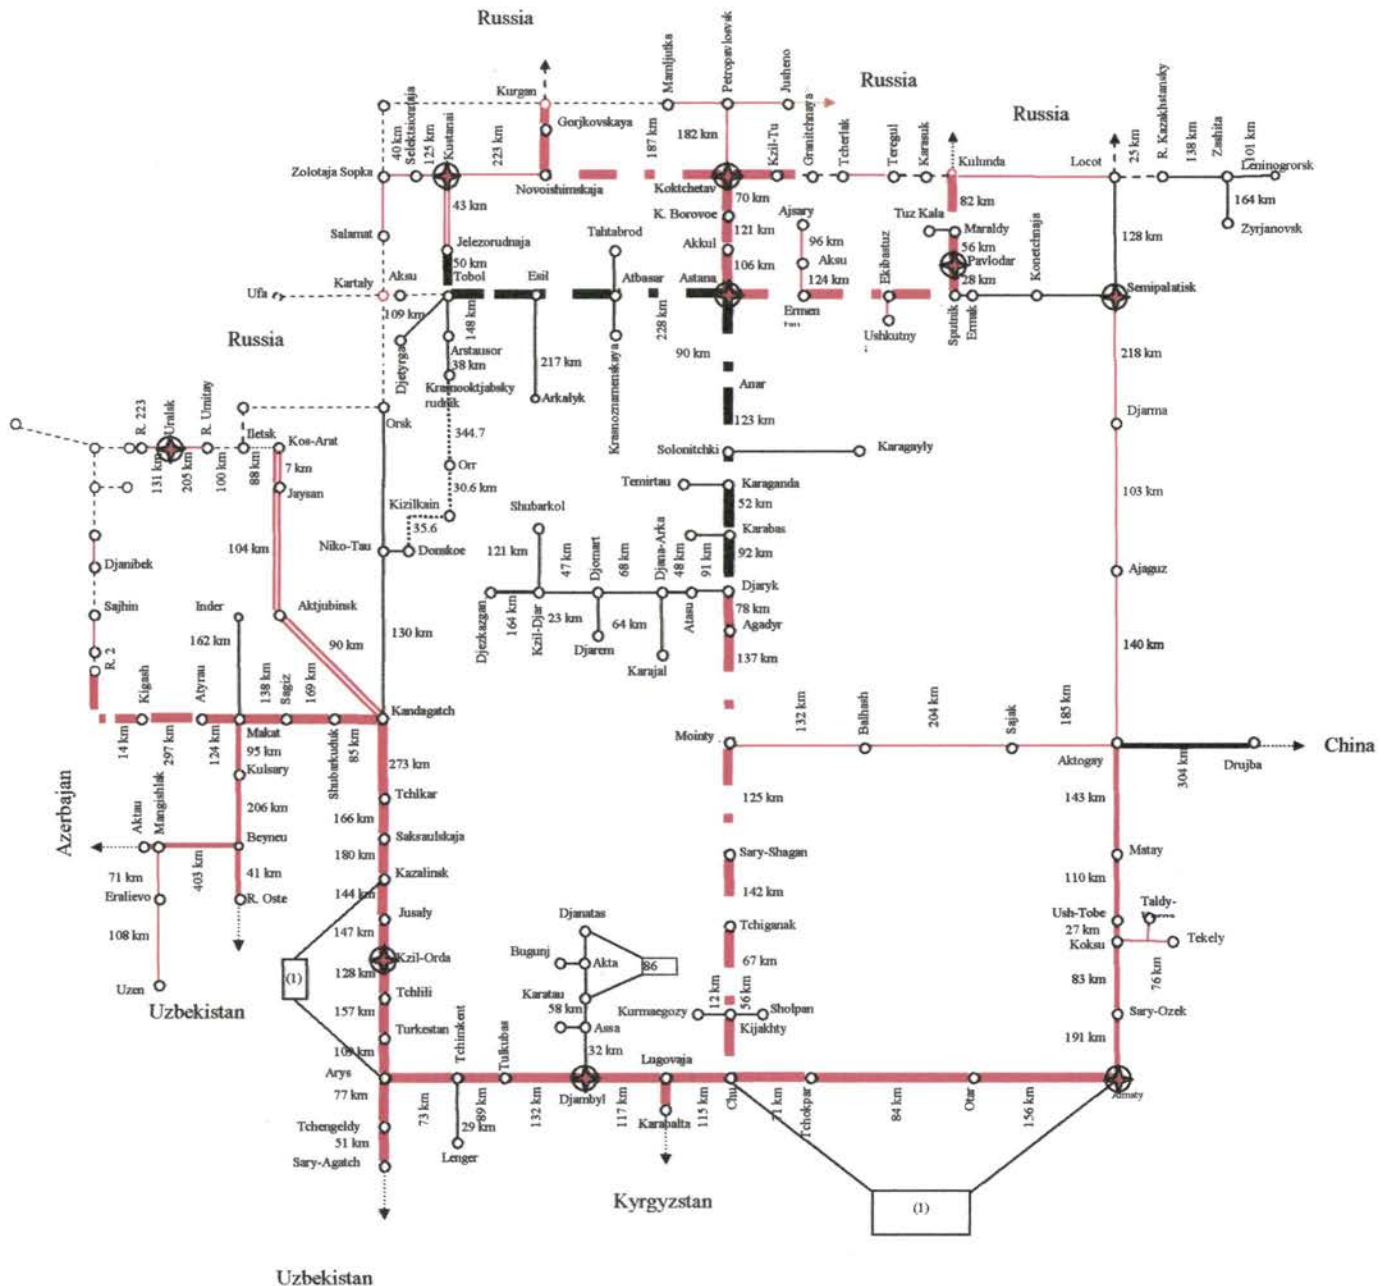 Russia
Mamljutka
Petropavlosvsk
Jusheno
Russia
Kurgan
Gorjkovskaya
40 km
Selektsionnaja
125 km
Kustanai
223 km
187 km
182 km
Kzil-Tu
Granitchnaya
Tcherlak
Teregul
Karasuk
Kulunda
Russia
Locot
25 km
R. Kazakhstansky
138 km
Zashita
101 km
Leninogrorsk
Zolotaja Sopka
Novoishimskaja
Koktchetav
70 km
82 km
164 km
Zyrjanovsk
43 km
K. Borovoe
121 km
Ajsary
Tuz Kala
Maraldy
Salamat
Jelezorudnaja
Tahtabrod
Akkul
96 km
56 km
Konetchnaja
128 km
50 km
Tobol
Esil
Atbasar
106 km
Astana
Aksu
124 km
Ekibastuz
Pavlodar
28 km
Semipalatisk
Ufa
Kartaly
Aksu
109 km
148 km
228 km
Ermen
Ushkutny
Sputnik
Ermak
Russia
Djetyrga
Arstausor
38 km
Krasnooktjabsky
rudnik
217 km
Arkalyk
Krasnoznamenskaya
90 km
Anar
218 km
Djarma
R. 223
Uralsk
R. Urnitay
Iletsk
Orsk
123 km
Kos-Arat
344.7
Solonitchki
Karagayly
131 km
205 km
100 km
88 km
7 km
Jaysan
Orr
30.6 km
Temirtau
Karaganda
103 km
Kizilkain
Shubarkol
52 km
35.6
Karabas
104 km
Niko-Tau
Donskoe
121 km
47 km
Djomart
68 km
Djana-Arka
48 km
91 km
92 km
Djanibek
Djaryk
Ajaguz
Sajhin
Inder
Aktjubinsk
Djezkazgan
164 km
Kzil-Djar
23 km
Djarem
64 km
Karajal
Atasu
78 km
Agadyr
162 km
90 km
130 km
137 km
140 km
R. 2
Kigash
Atyrau
138 km
Sagiz
169 km
Kandagatch
132 km
Balhash
204 km
Sajak
185 km
14 km
297 km
124 km
Makat
95 km
Shubarkuduk
85 km
Mointy
Aktogay
304 km
Drujba
China
Kulsary
273 km
Tchlkar
125 km
143 km
Azerbajan
Aktau
Mangishlak
206 km
166 km
Saksaulskaja
Beyneu
Sary-Shagan
Matay
71 km
403 km
41 km
180 km
Kazalinsk
142 km
110 km
Eralievo
R. Oste
144 km
Jusaly
Djanatas
Tchiganak
Ush-Tobe
27 km
Koksu
Taldy-
Tekely
108 km
147 km
Bugunj
Akta
86
67 km
83 km
76 km
Uzen
(1)
Kzil-Orda
128 km
Karatau
58 km
12 km
56 km
Tchlili
Kurmaegozy
Sholpan
Sary-Ozek
Uzbekistan
157 km
Turkestan
Tchimkent
Tulkubas
Assa
Kijakhty
191 km
109 km
32 km
Lugovaja
Arys
77 km
73 km
89 km
132 km
Djambyl
117 km
115 km
Chu
71 km
Tchokpar
84 km
Otar
156 km
Almaty
Tchengeldy
51 km
29 km
Karabalta
Sary-Agatch
Lenger
Kyrgyzstan
(1)
Uzbekistan